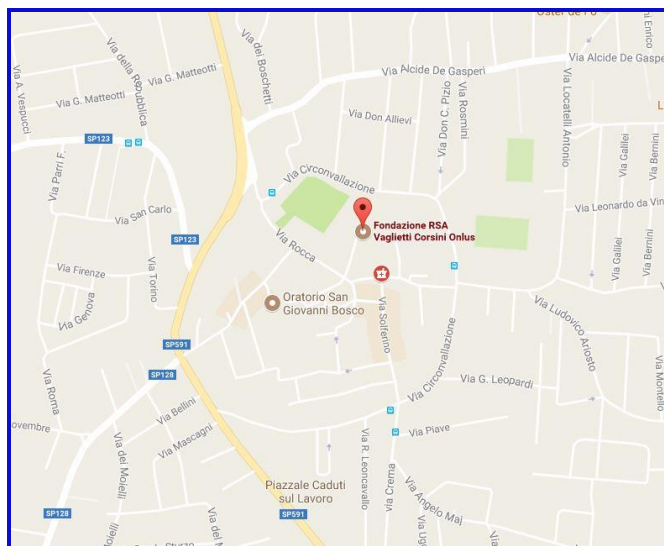 Via dei Boschetti
Via della Repubblica
Via A. Vespucci
Via G. Matteotti
Via G. Matteotti
Via Alcide De Gasperi
Via Alcide De Gaspe
Via Don Allievi
Via Don C. Pizio
Via Rosmini
Via Locatelli Antonio
Via Galilei
Via Bernini
SP123
Via Parri F.
Via Circonvallazione
Via San Carlo
Via Leonardo da Vin
Fondazione RSA
Vaglietti Corsini Onlus
SP123
Via Rocca
Via Galilei
Via Bernini
Via Firenze
Via Torino
Via Genova
Oratorio San
Giovanni Bosco
Via Solferino
Via Ludovico Ariosto
SP591
SP128
Via Circonvallazione
Via G. Leopardi
Via Montello
Via Roma
Via Bellini
ovembre
Via Mascagni
Via dei Moielli
Via Piave
Via R. Leoncavallo
Via Crema
Piazzale Caduti
sul Lavoro
Via Angelo Maj
SP128
SP591
Moielli